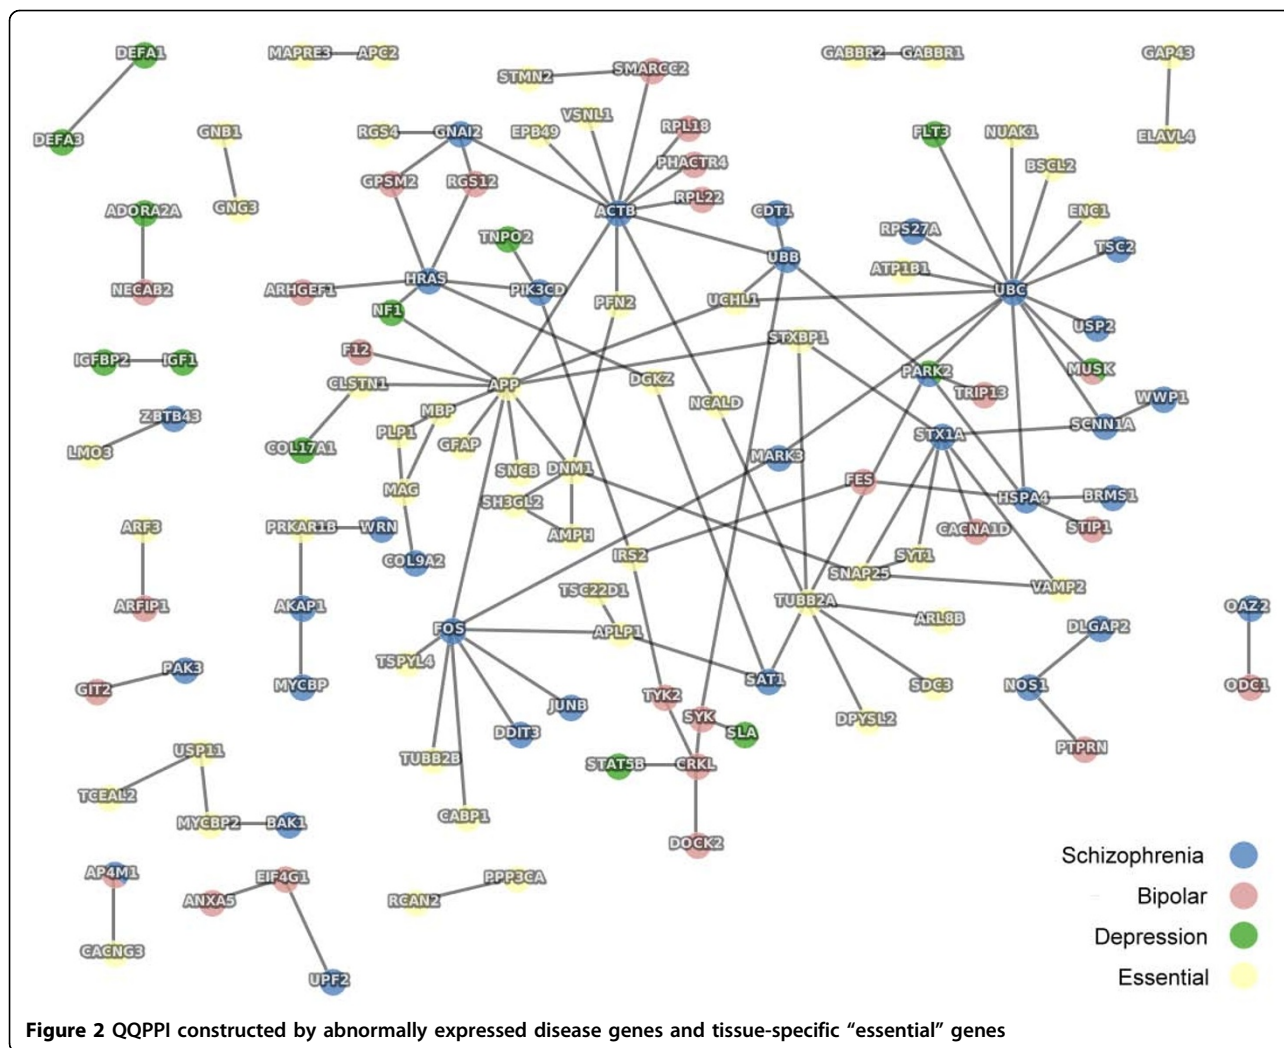 DEFA1
MAPRE3
APC2
GABBR2
GABBR1
GAP43
STMN2
SMARCC2
DEFA3
GNB1
RGS4
GNAI2
EPB49
VSNL1
RPL18
FLT3
NUAK1
ELAVL4
GPSM2
RGS12
PHACTR4
BSCL2
ADORA2A
GNG3
ACTB
RPL22
CDT1
ENC1
TNPO2
RPS27A
TSC2
UBB
ATP1B1
NECAB2
ARHGEF1
HRAS
PIK3CD
PFN2
UCHL1
UBC
NF1
USP2
IGFBP2
IGF1
F12
STXBP1
CLSTN1
APP
DGKZ
PARK2
MUSK
TRIP13
ZBTB43
MBP
NCALD
WWP1
LMO3
COL17A1
PLP1
GFAP
STX1A
SCNN1A
SNCB
DNM1
MARK3
MAG
SH3GL2
FES
HSPA4
BRMS1
ARF3
PRKAR1B
WRN
AMPH
CACNA1D
STIP1
COL9A2
IRS2
SYT1
SNAP25
VAMP2
TSC22D1
ARFIP1
AKAP1
TUBB2A
ARL8B
OAZ2
FOS
APLP1
DLGAP2
GIT2
PAK3
MYCBP
TSPYL4
SAT1
SDC3
NOS1
ODC1
TYK2
JUNB
DDIT3
SYK
SLA
DPYSL2
PTPRN
USP11
TUBB2B
STAT5B
CRKL
TCEAL2
MYCBP2
BAK1
CABP1
DOCK2
Schizophrenia
AP4M1
EIF4G1
PPP3CA
ANXA5
RCAN2
Bipolar
Depression
CACNG3
UPF2
Essential
Figure 2 QQPPI constructed by abnormally expressed disease genes and tissue-specific “essential” genes